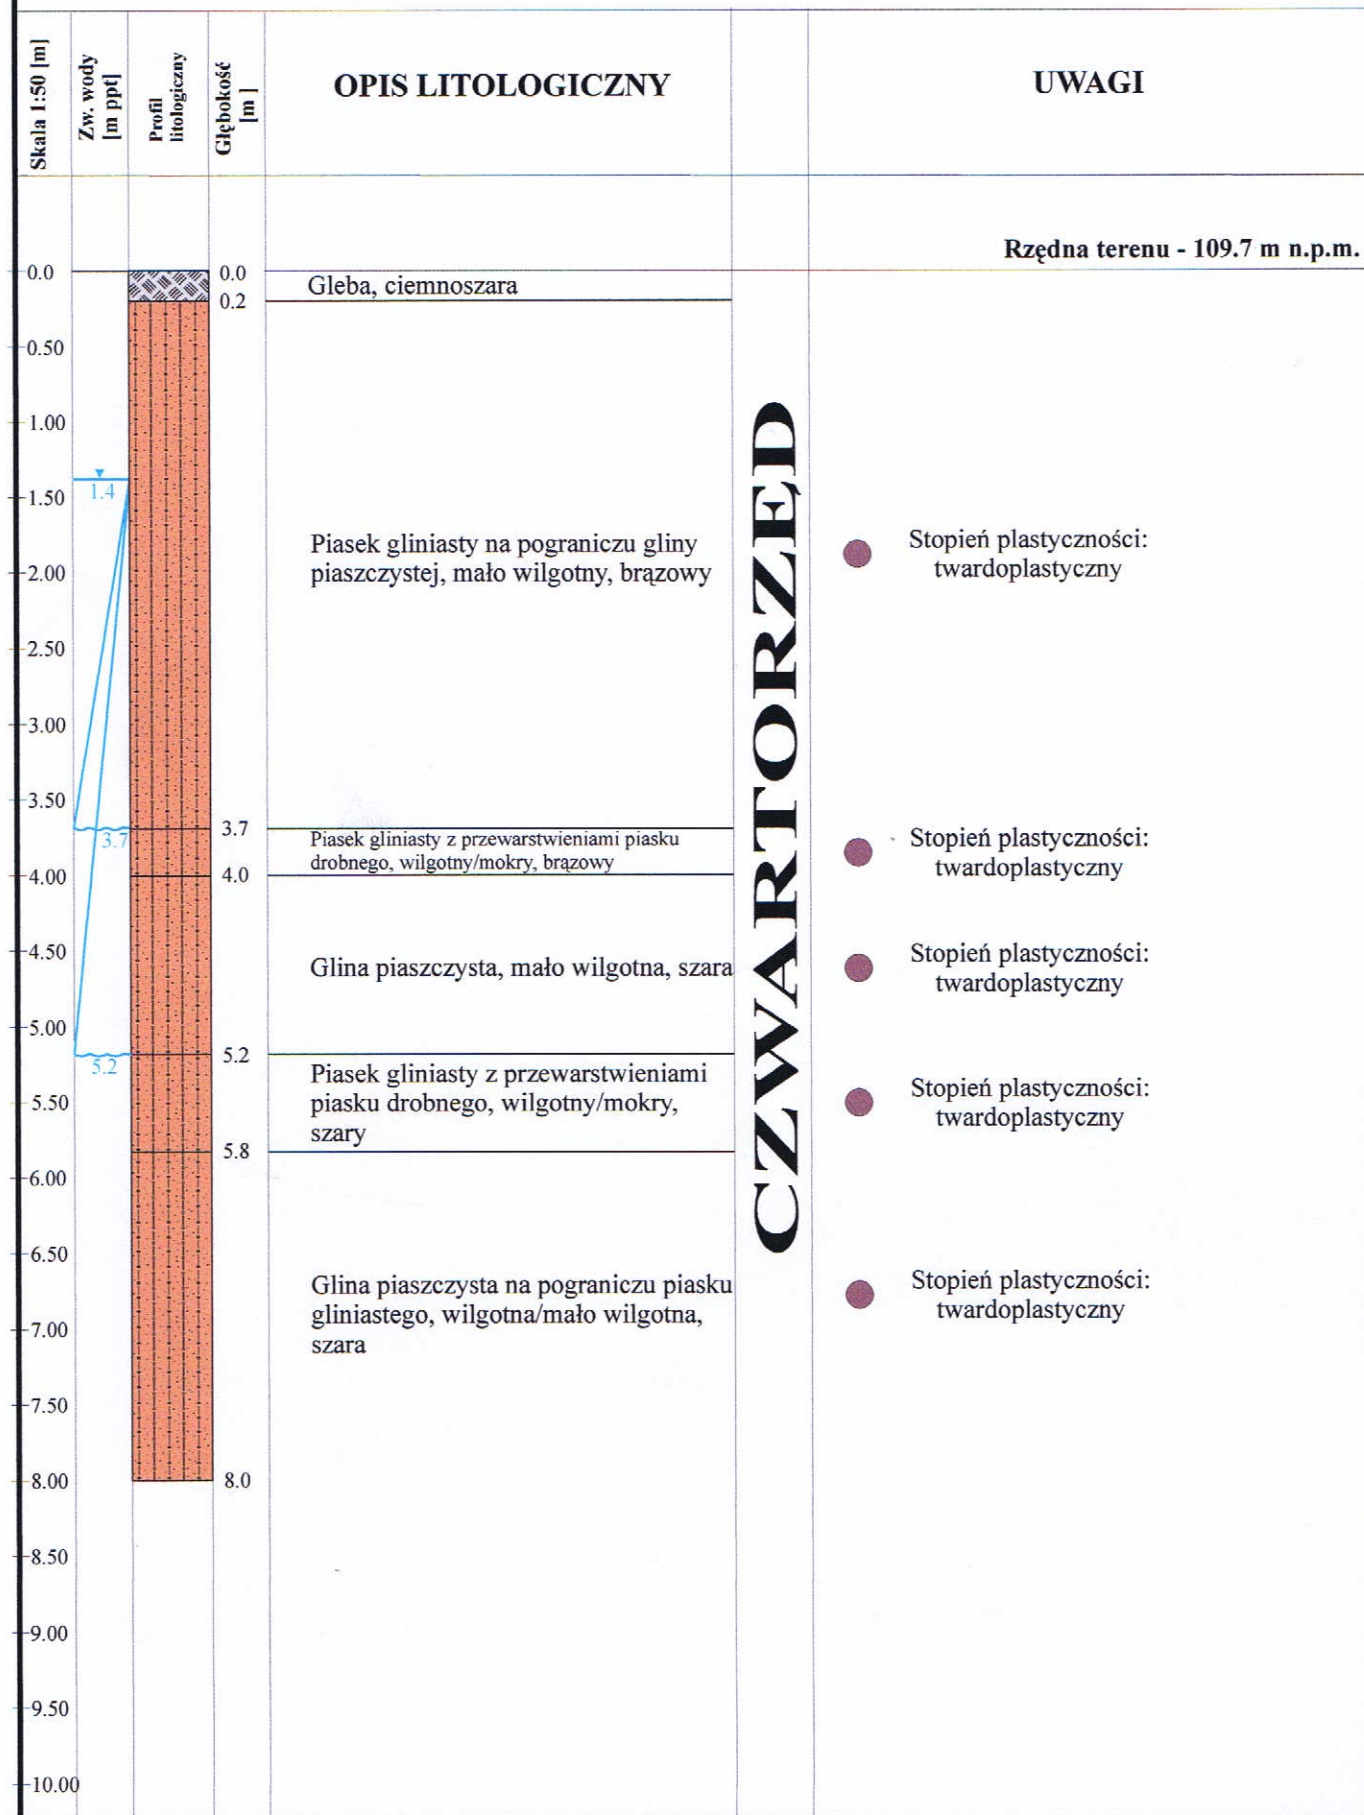 Skala 1:50 [m]
Zw. wody
[m ppt]
Profil
litologiczny
Głębokość
[m ]
OPIS LITOLOGICZNY
UWAGI
Rzędna terenu - 109.7 m n.p.m.
0.0
0.0
Gleba, ciemnoszara
0.2
0.50
1.00
1.4
1.50
Piasek gliniasty na pograniczu gliny
piaszczystej, mało wilgotny, brązowy
Stopień plastyczności:
twardoplastyczny
2.00
2.50
3.00
3.50
3.7
3.7
Piasek gliniasty z przewarstwieniami piasku
drobnego, wilgotny/mokry, brązowy
Stopień plastyczności:
twardoplastyczny
4.00
4.0
4.50
Glina piaszczysta, mało wilgotna, szara
Stopień plastyczności:
twardoplastyczny
5.00
5.2
5.2
Piasek gliniasty z przewarstwieniami
piasku drobnego, wilgotny/mokry,
szary
Stopień plastyczności:
twardoplastyczny
5.50
5.8
6.00
6.50
Glina piaszczysta na pograniczu piasku
gliniastego, wilgotna/mało wilgotna,
szara
Stopień plastyczności:
twardoplastyczny
7.00
7.50
8.00
8.0
8.50
9.00
9.50
10.00
CZWARTORZĘD